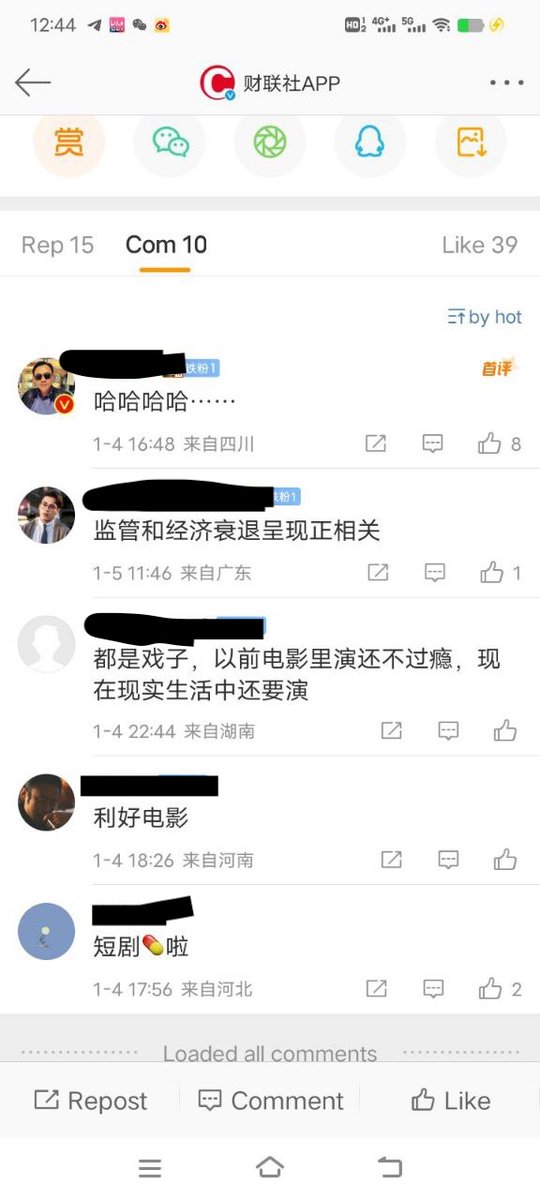 12:44
HD 1 2 4G+ 5G
财联社APP
赏
Rep 15 Com 10 Like 39
by hot
铁粉1
首评
哈哈哈哈……
1-4 16:48 来自四川
8
铁粉1
监管和经济衰退呈现正相关
1-5 11:46 来自广东
1
都是戏子，以前电影里演还不过瘾，现
在现实生活中还要演
1-4 22:44 来自湖南
利好电影
1-4 18:26 来自河南
短剧💊啦
1-4 17:56 来自河北
2
Loaded all comments
Repost Comment Like